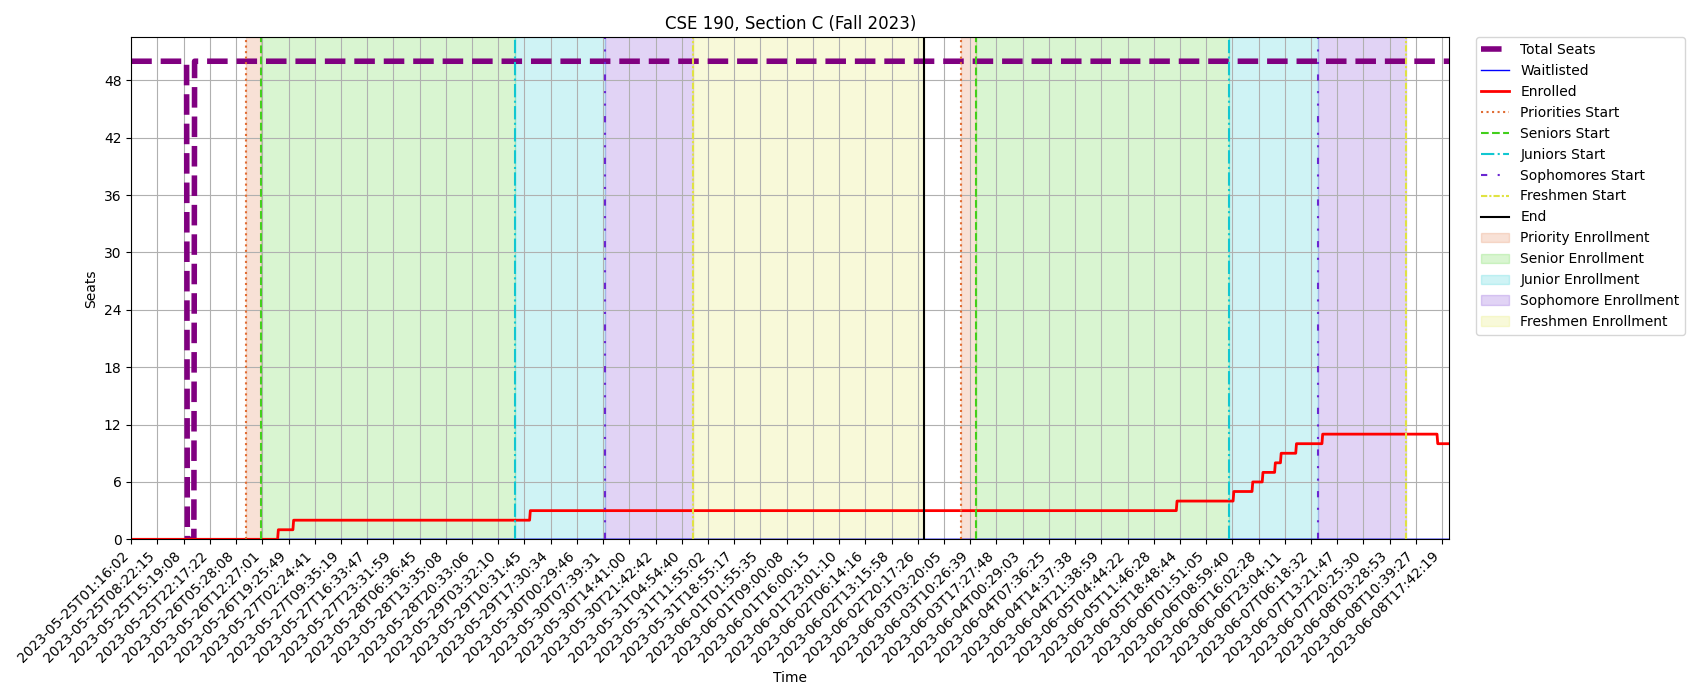 CSE 190, Section C (Fall 2023)
Seats
48
42
36
30
24
18
12
6
0
2023-05-25T01:16:02
2023-05-25T08:22:15
2023-05-25T15:19:08
2023-05-25T22:17:22
2023-05-26T05:28:08
2023-05-26T12:27:01
2023-05-26T19:25:49
2023-05-27T02:24:41
2023-05-27T09:35:19
2023-05-27T16:33:47
2023-05-27T23:31:59
2023-05-28T06:36:45
2023-05-28T13:35:08
2023-05-28T20:33:06
2023-05-29T03:32:10
2023-05-29T10:31:45
2023-05-29T17:30:34
2023-05-30T00:29:46
2023-05-30T07:39:31
2023-05-30T14:41:00
2023-05-30T21:42:42
2023-05-31T04:54:40
2023-05-31T11:55:02
2023-05-31T18:55:17
2023-06-01T01:55:35
2023-06-01T09:00:08
2023-06-01T16:00:15
2023-06-01T23:01:10
2023-06-02T06:14:16
2023-06-02T13:15:58
2023-06-02T20:17:26
2023-06-03T03:20:05
2023-06-03T10:26:39
2023-06-03T17:27:48
2023-06-04T00:29:03
2023-06-04T07:36:25
2023-06-04T14:37:38
2023-06-04T21:38:59
2023-06-05T04:44:22
2023-06-05T11:46:28
2023-06-05T18:48:44
2023-06-06T01:51:05
2023-06-06T08:59:40
2023-06-06T16:02:28
2023-06-06T23:04:11
2023-06-07T06:18:32
2023-06-07T13:21:47
2023-06-07T20:25:30
2023-06-08T03:28:53
2023-06-08T10:39:27
2023-06-08T17:42:19
Time
Total Seats
Waitlisted
Enrolled
Priorities Start
Seniors Start
Juniors Start
Sophomores Start
Freshmen Start
End
Priority Enrollment
Senior Enrollment
Junior Enrollment
Sophomore Enrollment
Freshmen Enrollment